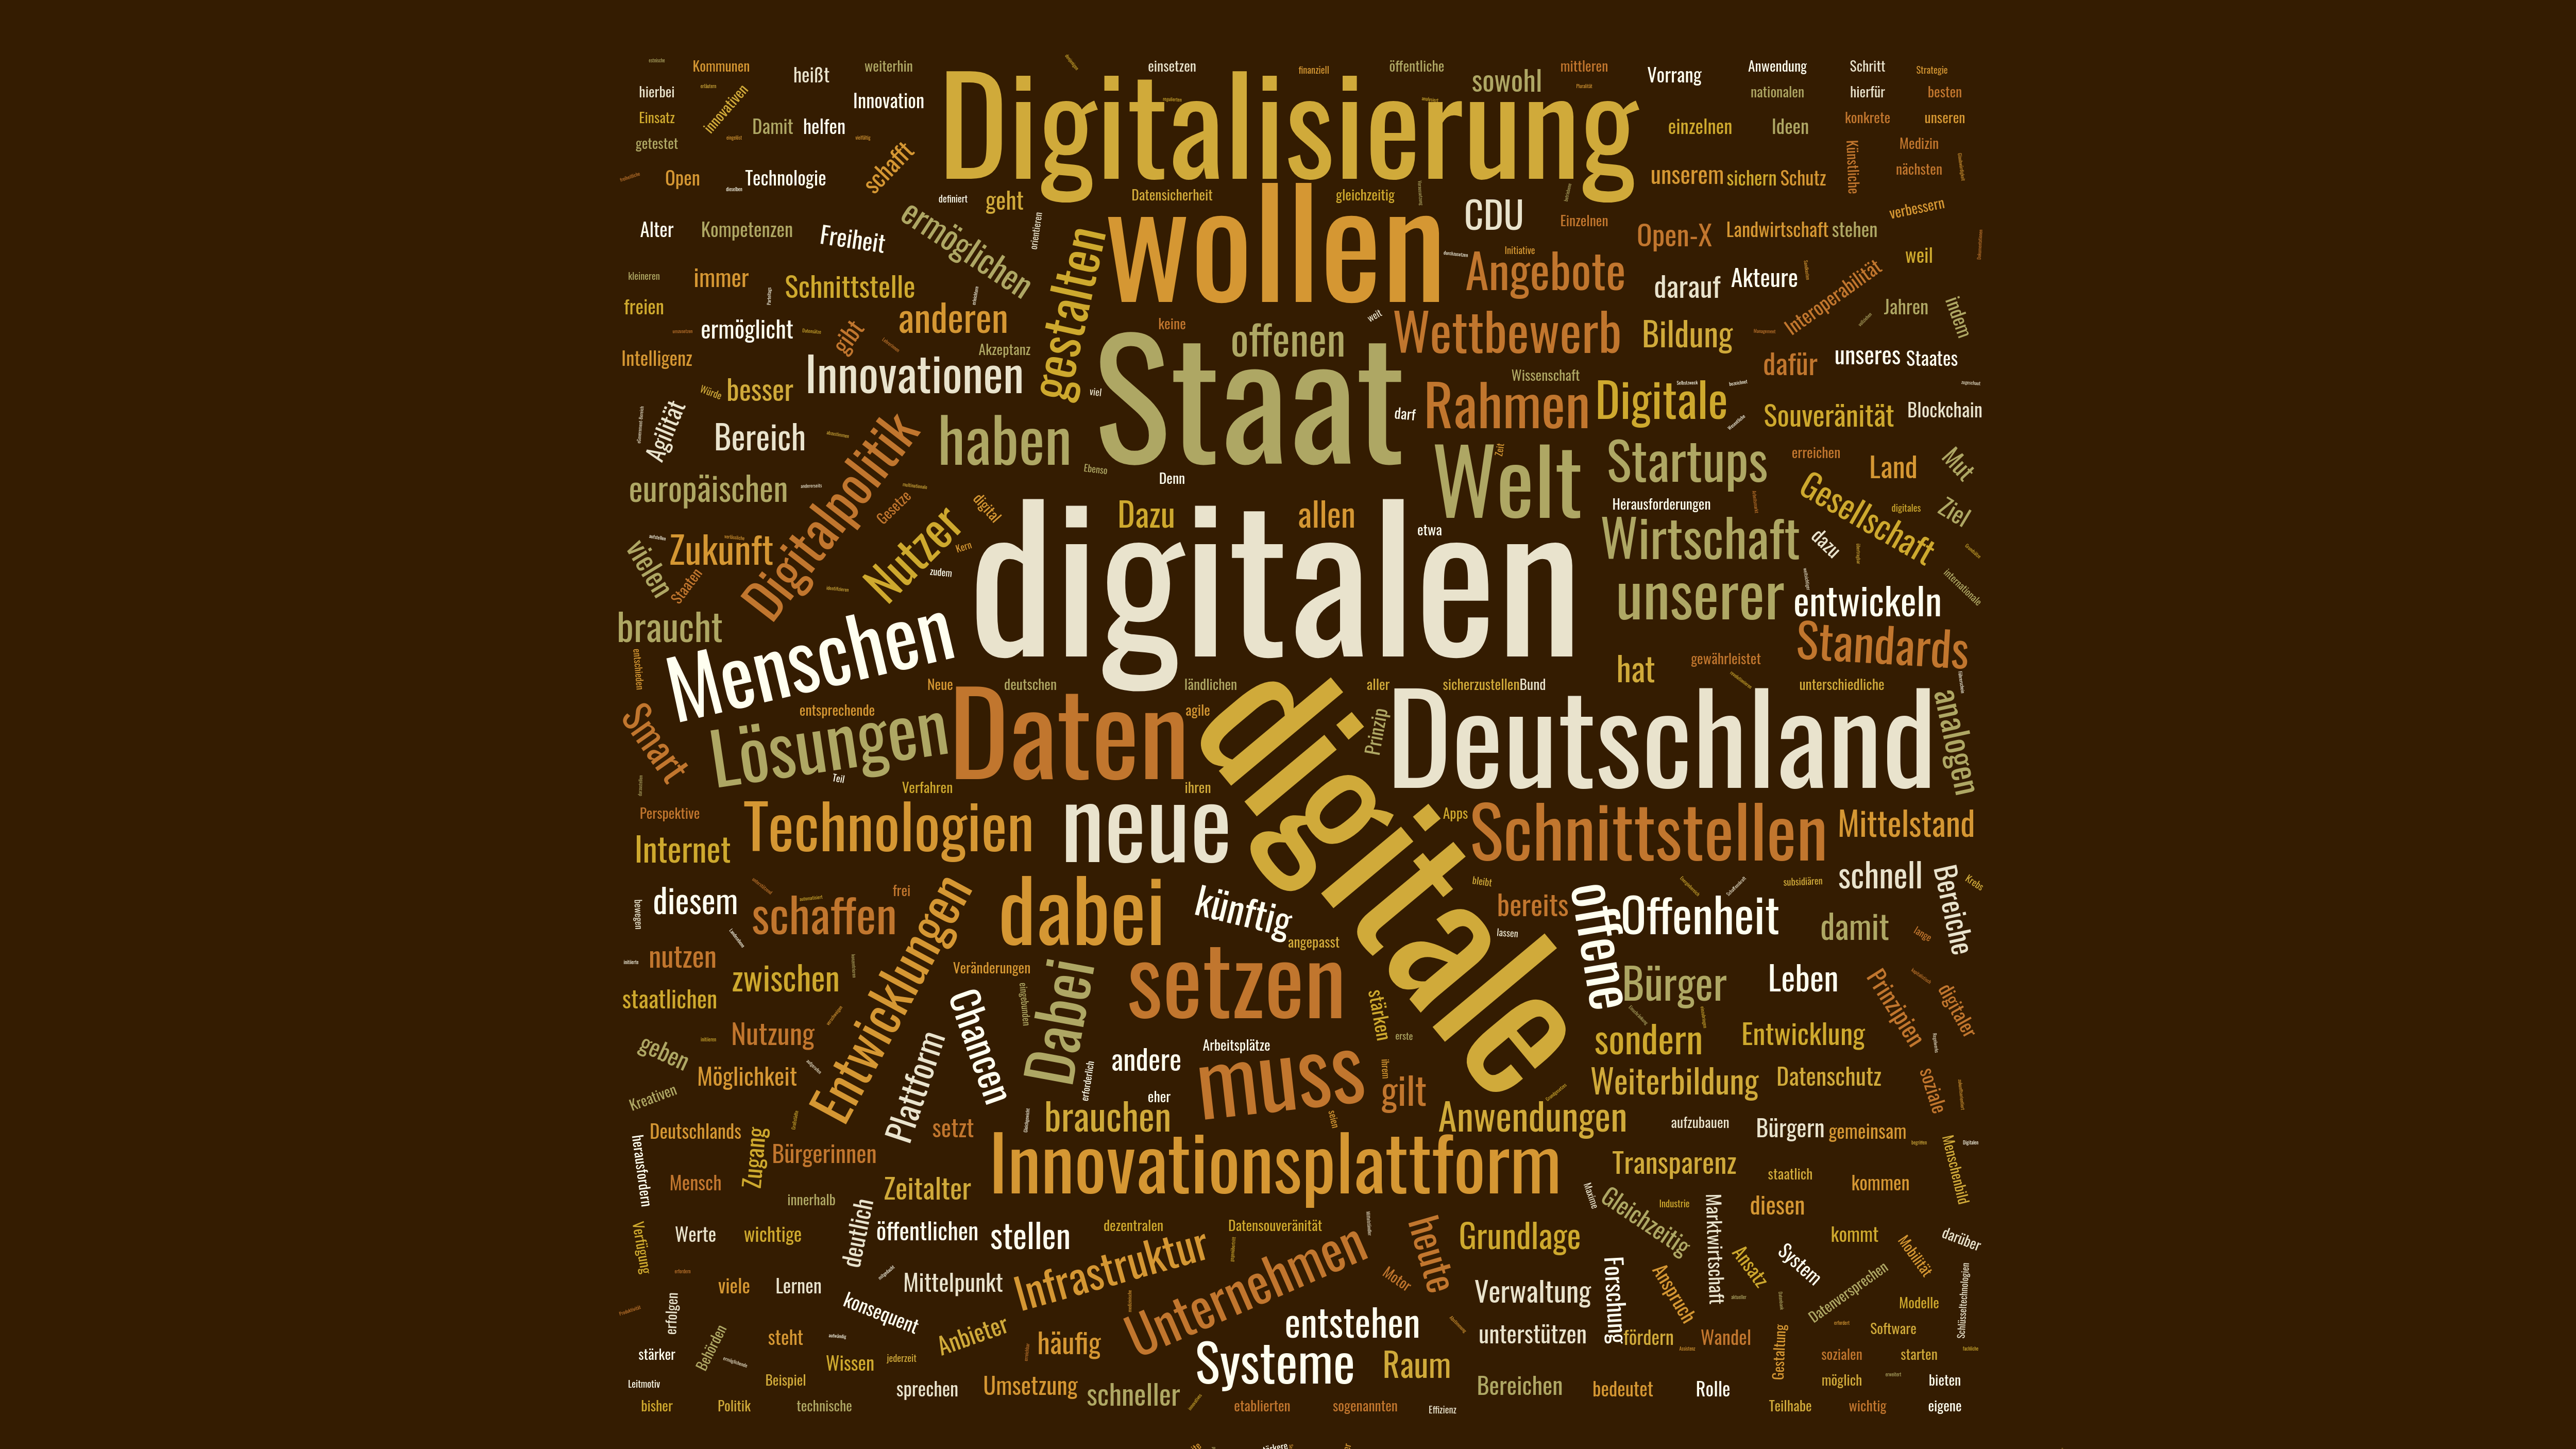 Kommunen
heißt
weiterhin
einsetzen
finanziell
öffentliche
sowohl
mittleren
Vorrang
Anwendung
Schritt
Strategie
hierbei
innovativen
Innovation
Digitalisierung
nationalen
hierfür
besten
Einsatz
Damit
helfen
einzelnen
Ideen
konkrete
unseren
getestet
schafft
Künstliche
Medizin
Open
Technologie
unserem
sichern
Schutz
nächsten
definiert
geht
Datensicherheit
gleichzeitig
Alter
Kompetenzen
Freiheit
ermöglichen
orientieren
gestalten
wollen
CDU
Einzelnen
Open-X
Landwirtschaft
stehen
verbessern
kleineren
immer
Schnittstelle
Initiative
Angebote
darauf
Akteure
Interoperabilität
weil
freien
ermöglicht
gibt
anderen
keine
offenen
weit
Wettbewerb
Bildung
Jahren
indem
Intelligenz
Innovationen
Akzeptanz
Staat
Wissenschaft
dafür
unseres
Staates
Würde
besser
viel
darf
Rahmen
Digitale
Souveränität
Blockchain
Agilität
Bereich
Digitalpolitik
haben
Ebenso
Denn
Welt
Zeit
Startups
erreichen
Land
Mut
europäischen
Gesetze
digital
Dazu
allen
etwa
Herausforderungen
Gesellschaft
digitales
Ziel
vielen
Zukunft
Staaten
Nutzer
Kern
zudem
digitalen
Wirtschaft
dazu
internationale
braucht
Menschen
unserer
entwickeln
Standards
entschieden
hat
gewährleistet
Neue
deutschen
ländlichen
aller
sicherzustellen
Bund
unterschiedliche
Smart
Lösungen
entsprechende
Daten
agile
digitale
Prinzip
Deutschland
analogen
Teil
Verfahren
ihren
Perspektive
Technologien
neue
Apps
Schnittstellen
Mittelstand
Internet
diesem
schaffen
frei
Entwicklungen
dabei
künftig
bleibt
bereits
offene
Offenheit
subsidiären
schnell
Bereiche
Krebs
bewegen
angepasst
lassen
damit
lange
nutzen
zwischen
Veränderungen
setzen
Bürger
Leben
Prinzipien
digitaler
staatlichen
Chancen
eingebunden
Dabei
stärken
erste
Nutzung
geben
Plattform
andere
Arbeitsplätze
sondern
Entwicklung
Möglichkeit
erforderlich
muss
ihrem
gilt
Weiterbildung
Datenschutz
soziale
Kreativen
eher
brauchen
seien
Anwendungen
aufzubauen
Bürgern
gemeinsam
Deutschlands
setzt
herausfordern
Zugang
Bürgerinnen
Innovationsplattform
Transparenz
staatlich
Menschenbild
Mensch
innerhalb
Zeitalter
Maxime
Gleichzeitig
Industrie
Marktwirtschaft
diesen
kommen
Verfügung
Werte
wichtige
deutlich
öffentlichen
stellen
dezentralen
Datensouveränität
heute
Grundlage
Ansatz
System
kommt
Mobilität
darüber
viele
Lernen
Mittelpunkt
Infrastruktur
Unternehmen
Motor
Verwaltung
Forschung
Anspruch
Datenversprechen
Modelle
Schlüsseltechnologien
erfolgen
konsequent
Behörden
steht
Anbieter
häufig
entstehen
unterstützen
fördern
Wandel
Gestaltung
Software
stärker
Wissen
jederzeit
Systeme
Raum
sozialen
starten
Leitmotiv
Beispiel
sprechen
Umsetzung
schneller
Bereichen
bedeutet
Rolle
möglich
bieten
bisher
Politik
technische
etablierten
sogenannten
Effizienz
Teilhabe
wichtig
eigene